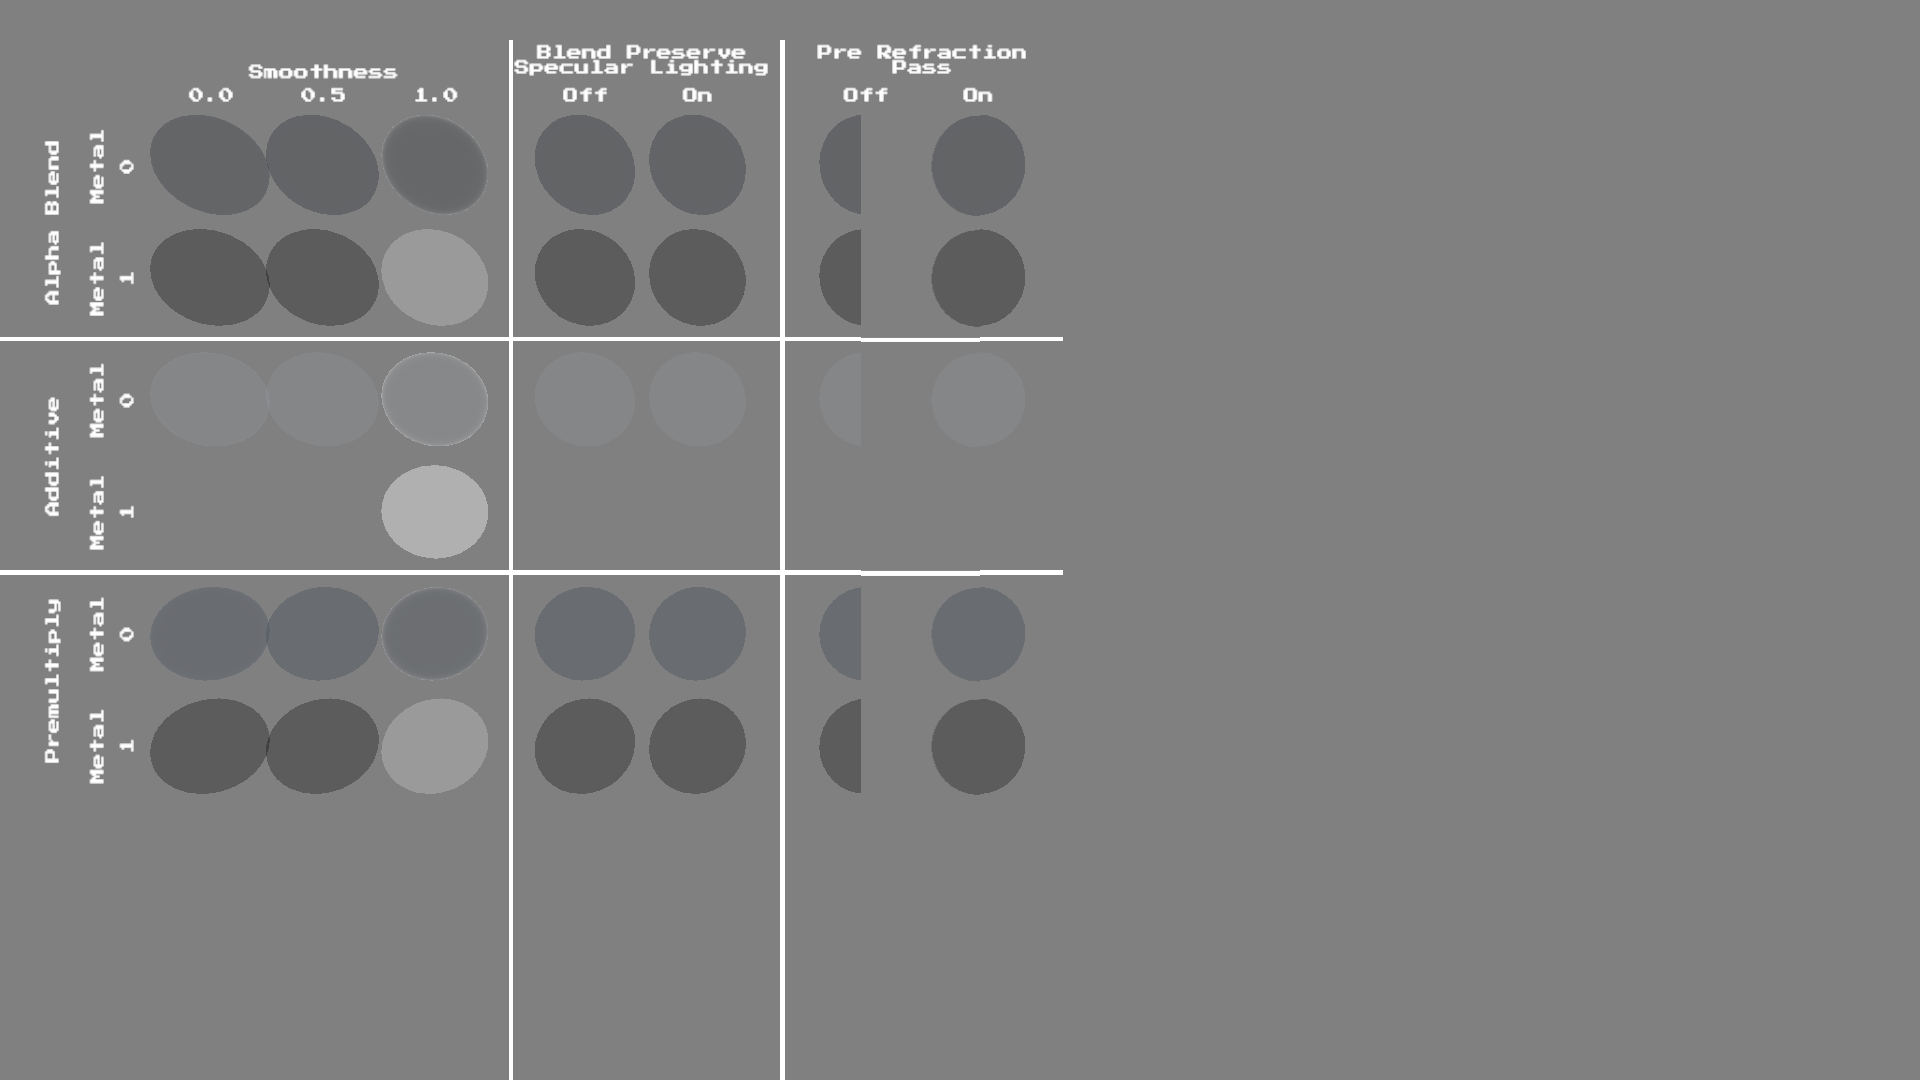 Smoothness
0.0 0.5 1.0
Blend Preserve
Specular Lighting
Off On
Pre Refraction
Pass
Off On
Alpha Blend
Metal
0
Metal
1
Additive
Metal
0
Metal
1
Premultiply
Metal
0
Metal
1